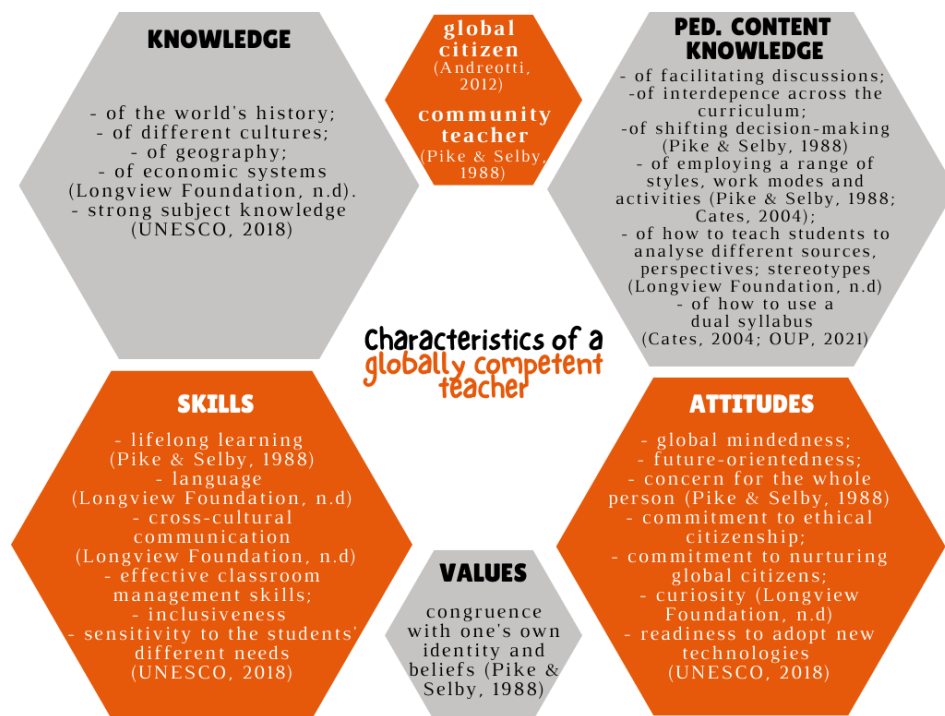 KNOWLEDGE
- of the world's history;
- of different cultures;
- of geography;
- of economic systems
(Longview Foundation, n.d).
- strong subject knowledge
(UNESCO, 2018)
global
citizen
(Andreotti,
2012)
community
teacher
(Pike & Selby,
1988)
PED. CONTENT
KNOWLEDGE
- of facilitating discussions;
-of interdepence across the
curriculum;
-of shifting decision-making
(Pike & Selby, 1988)
- of employing a range of
styles, work modes and
activities (Pike & Selby, 1988;
Cates, 2004);
- of how to teach students to
analyse different sources,
perspectives; stereotypes
(Longview Foundation, n.d)
- of how to use a
dual syllabus
(Cates, 2004; OUP, 2021)
Characteristics of a
globally competent
teacher
SKILLS
- lifelong learning
(Pike & Selby, 1988)
- language
(Longview Foundation, n.d)
- cross-cultural
communication
(Longview Foundation, n.d)
- effective classroom
management skills;
- inclusiveness
- sensitivity to the students'
different needs
(UNESCO, 2018)
VALUES
congruence
with one's own
identity and
beliefs (Pike &
Selby, 1988)
ATTITUDES
- global mindedness;
- future-orientedness;
- concern for the whole
person (Pike & Selby, 1988)
- commitment to ethical
citizenship;
- commitment to nurturing
global citizens;
- curiosity (Longview
Foundation, n.d)
- readiness to adopt new
technologies
(UNESCO, 2018)